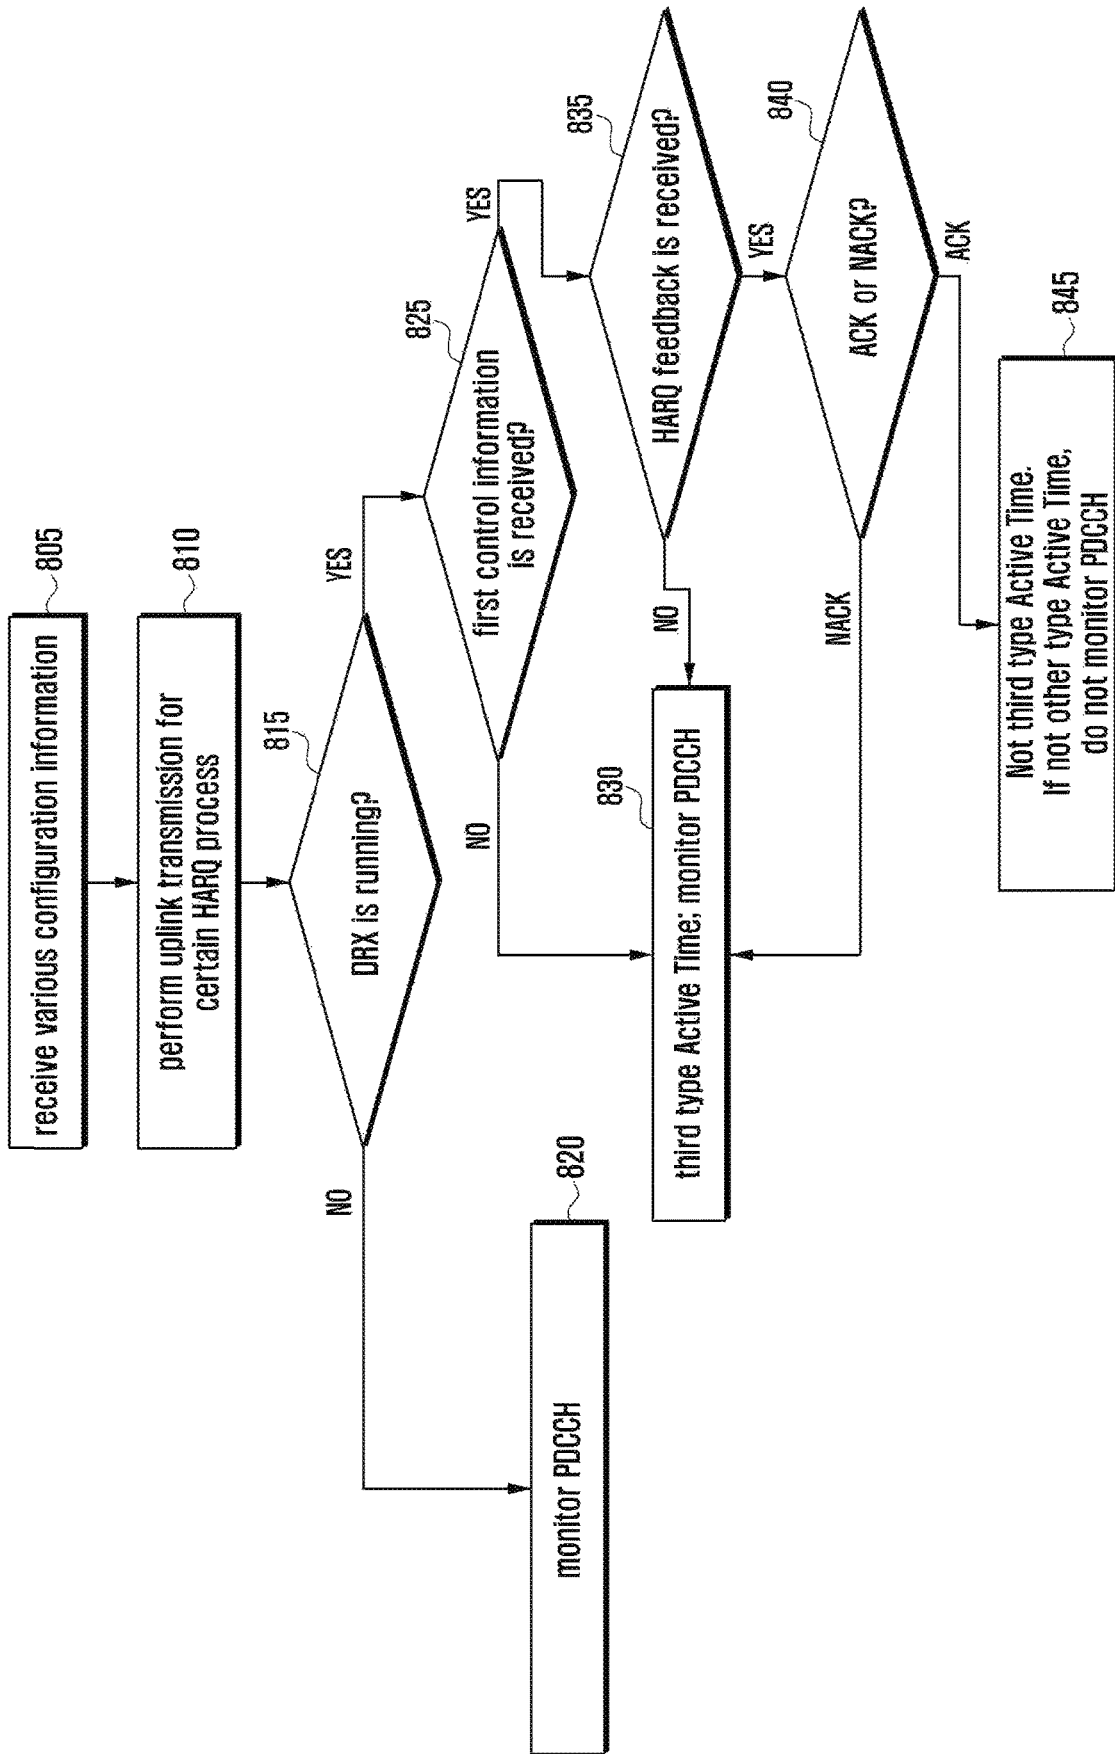 receive various configuration information
805
perform uplink transmission for
certain HARQ process
810
DRX is running?
815
NO
YES
monitor PDCCH
820
first control information
is received?
825
NO
YES
third type Active Time; monitor PDCCH
830
HARQ feedback is received?
835
NO
YES
ACK or NACK?
840
NACK
ACK
Not third type Active Time.
If not other type Active Time,
do not monitor PDCCH
845